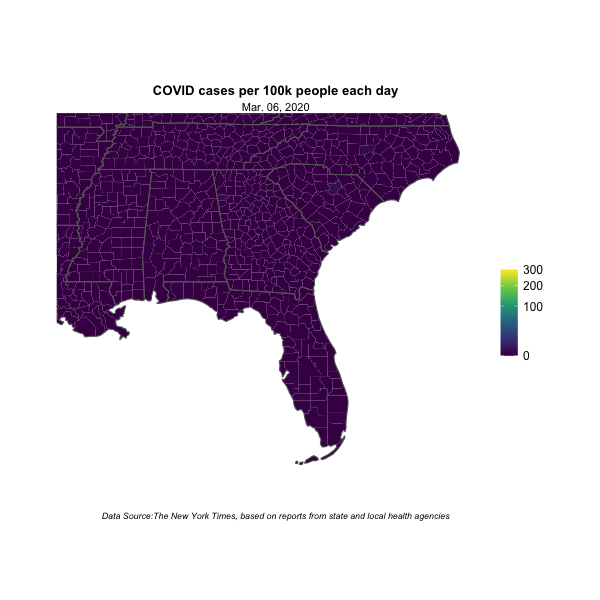 COVID cases per 100k people each day
Mar. 06, 2020
300
200
100
0
Data Source:The New York Times, based on reports from state and local health agencies